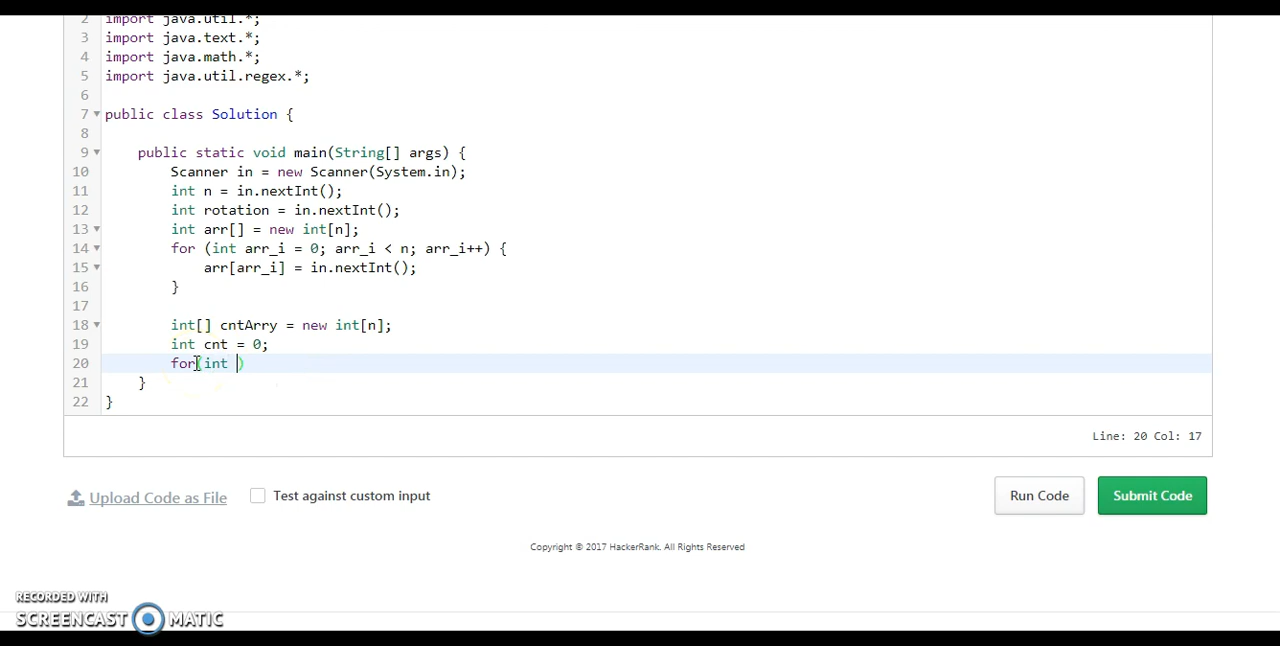 2 import java.util.*;
3 import java.text.*;
4 import java.math.*;
5 import java.util.regex.*;
6
7 public class Solution {
8
9 public static void main(String[] args) {
10 Scanner in = new Scanner(System.in);
11 int n = in.nextInt();
12 int rotation = in.nextInt();
13 int arr[] = new int[n];
14 for (int arr_i = 0; arr_i < n; arr_i++) {
15 arr[arr_i] = in.nextInt();
16 }
17
18 int[] cntArry = new int[n];
19 int cnt = 0;
20 for(int )
21 }
22 }
Line: 20 Col: 17
Upload Code as File Test against custom input Run Code Submit Code
Copyright © 2017 HackerRank. All Rights Reserved
RECORDED WITH
SCREENCAST MATIC